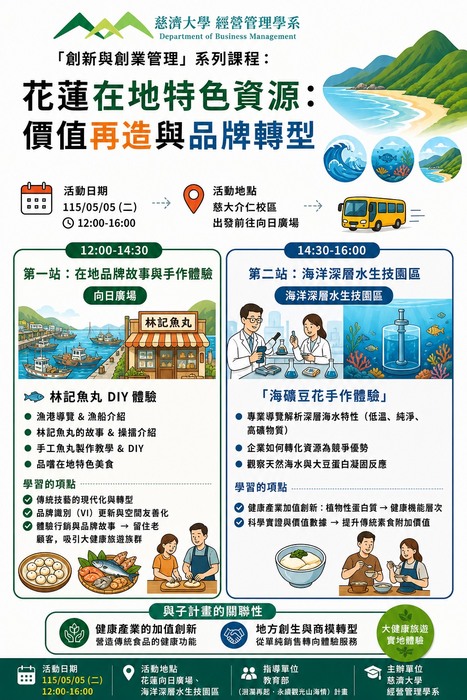 慈濟大學 經營管理學系
Department of Business Management
「創新與創業管理」系列課程：
花蓮在地特色資源：
價值再造與品牌轉型
活動日期
115/05/05 (二)
12:00-16:00
活動地點
慈大介仁校區
出發前往向日廣場
12:00-14:30
第一站：在地品牌故事與手作體驗
向日廣場
林記魚丸
林記魚丸 DIY 體驗
漁港導覽 & 漁船介紹
林記魚丸的故事 & 操擂介紹
手工魚丸製作教學 & DIY
品嚐在地特色美食
學習的項點
傳統技藝的現代化與轉型
品牌識別（VI）更新與空間友善化
體驗行銷與品牌故事 → 留住老
顧客，吸引大健康旅遊族群
14:30-16:00
第二站：海洋深層水生技園區
海洋深層水生技園區
「海礦豆花手作體驗」
專業導覽解析深層海水特性（低溫、純淨、
高礦物質）
企業如何轉化資源為競爭優勢
觀察天然海水與大豆蛋白凝固反應
學習的項點
健康產業加值創新：植物性蛋白質 → 健康機能層次
科學實證與價值數據 → 提升傳統素食附加價值
與子計畫的關聯性
健康產業的加值創新
營造傳統食品的健康功能
地方創生與商模轉型
從單純銷售轉向體驗服務
大健康旅遊
實地體驗
活動日期
115/05/05 (二)
12:00-16:00
活動地點
花蓮向日廣場、
海洋深層水生技園區
指導單位
教育部
永續觀光山海情）計畫
主辦單位
慈濟大學
經營管理學系